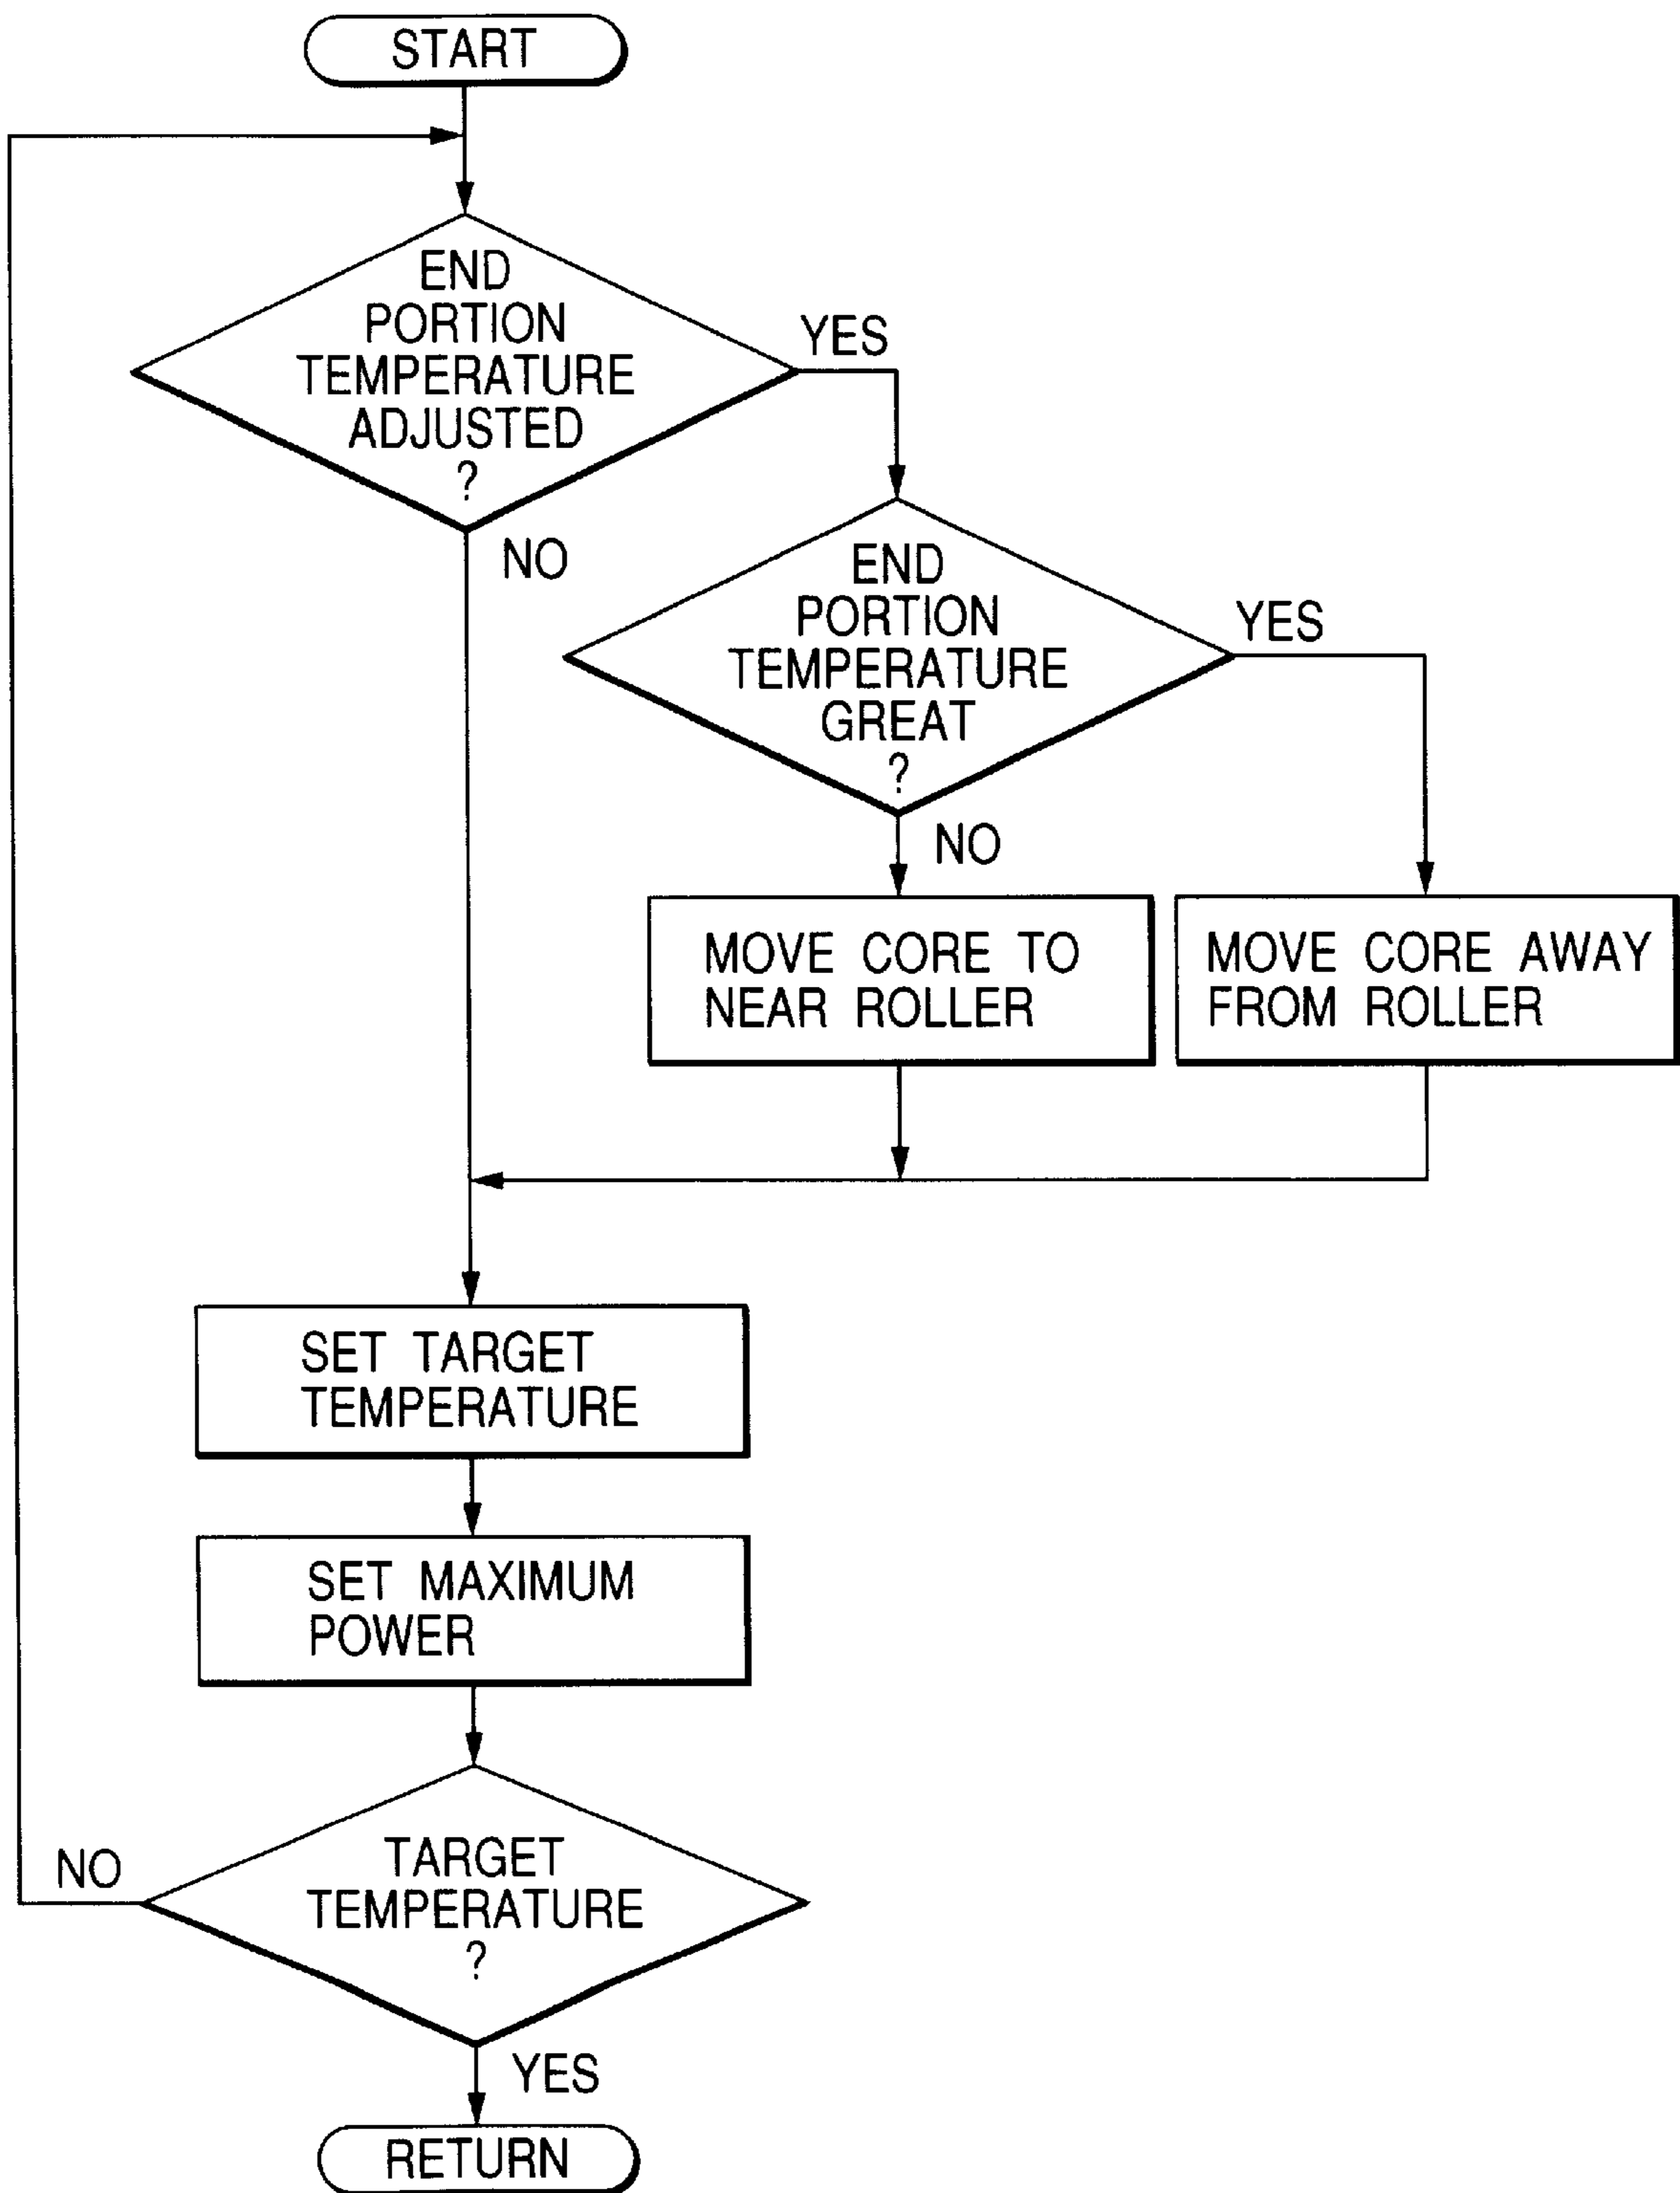 START
END
PORTION
TEMPERATURE
ADJUSTED
?
YES
NO
END
PORTION
TEMPERATURE
GREAT
?
YES
NO
MOVE CORE TO
NEAR ROLLER
MOVE CORE AWAY
FROM ROLLER
SET TARGET
TEMPERATURE
SET MAXIMUM
POWER
TARGET
TEMPERATURE
?
NO
YES
RETURN